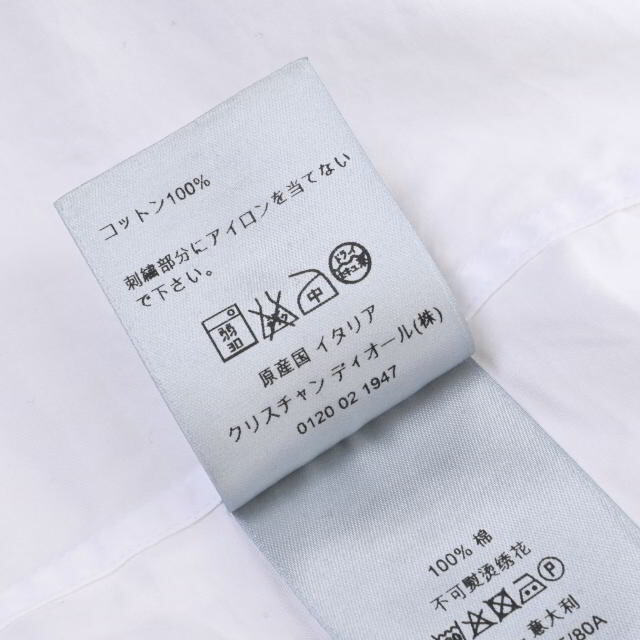 コットン100%
刺繍部分にアイロンを当てない
で下さい。
中
ドライ
原産国 イタリア
クリスチャン ディオール(株)
0120 02 1947
100% 棉
不可熨烫绣花
意大利